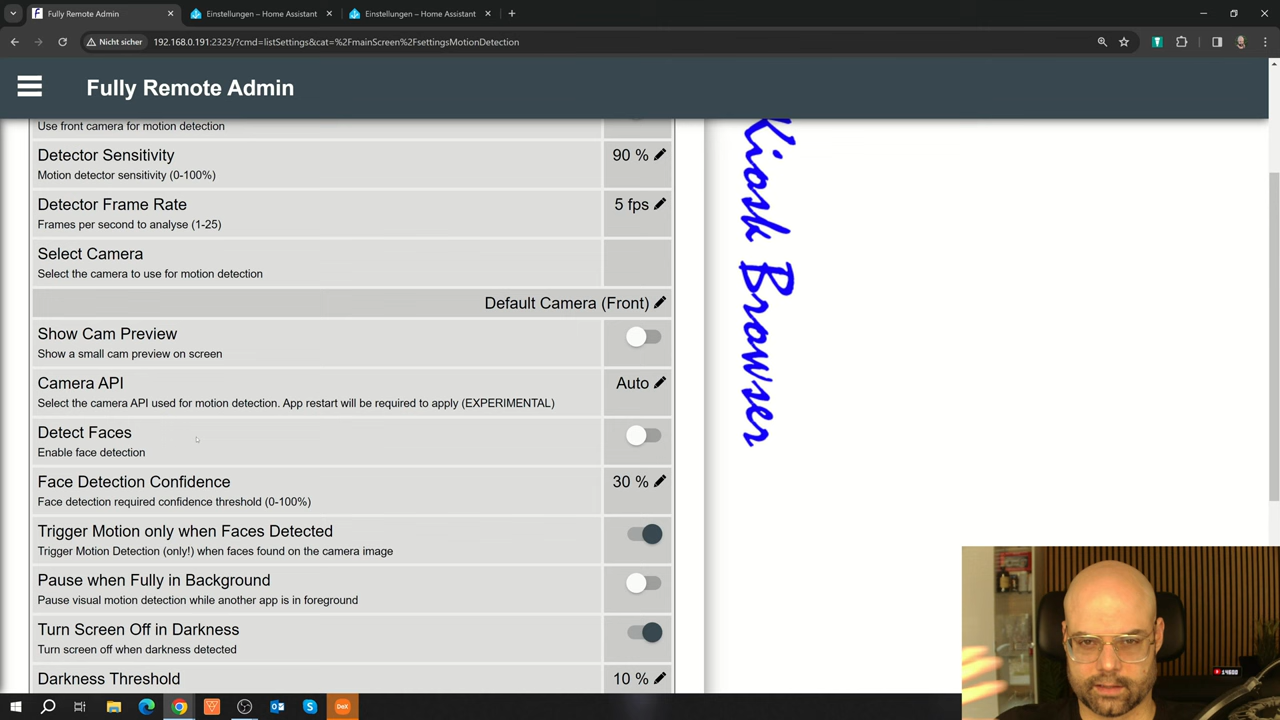 Fully Remote Admin
Einstellungen – Home Assistant
Einstellungen – Home Assistant
Nicht sicher
192.168.0.191:2323/?cmd=listSettings&cat=%2FmainScreen%2FsettingsMotionDetection
Fully Remote Admin
Use front camera for motion detection
Detector Sensitivity
90 %
Motion detector sensitivity (0-100%)
Detector Frame Rate
5 fps
Frames per second to analyse (1-25)
Select Camera
Select the camera to use for motion detection
Default Camera (Front)
Show Cam Preview
Show a small cam preview on screen
Camera API
Auto
Select the camera API used for motion detection. App restart will be required to apply (EXPERIMENTAL)
Detect Faces
Enable face detection
Face Detection Confidence
30 %
Face detection required confidence threshold (0-100%)
Trigger Motion only when Faces Detected
Trigger Motion Detection (only!) when faces found on the camera image
Pause when Fully in Background
Pause visual motion detection while another app is in foreground
Turn Screen Off in Darkness
Turn screen off when darkness detected
Darkness Threshold
10 %
Kiosk Browser
DeX